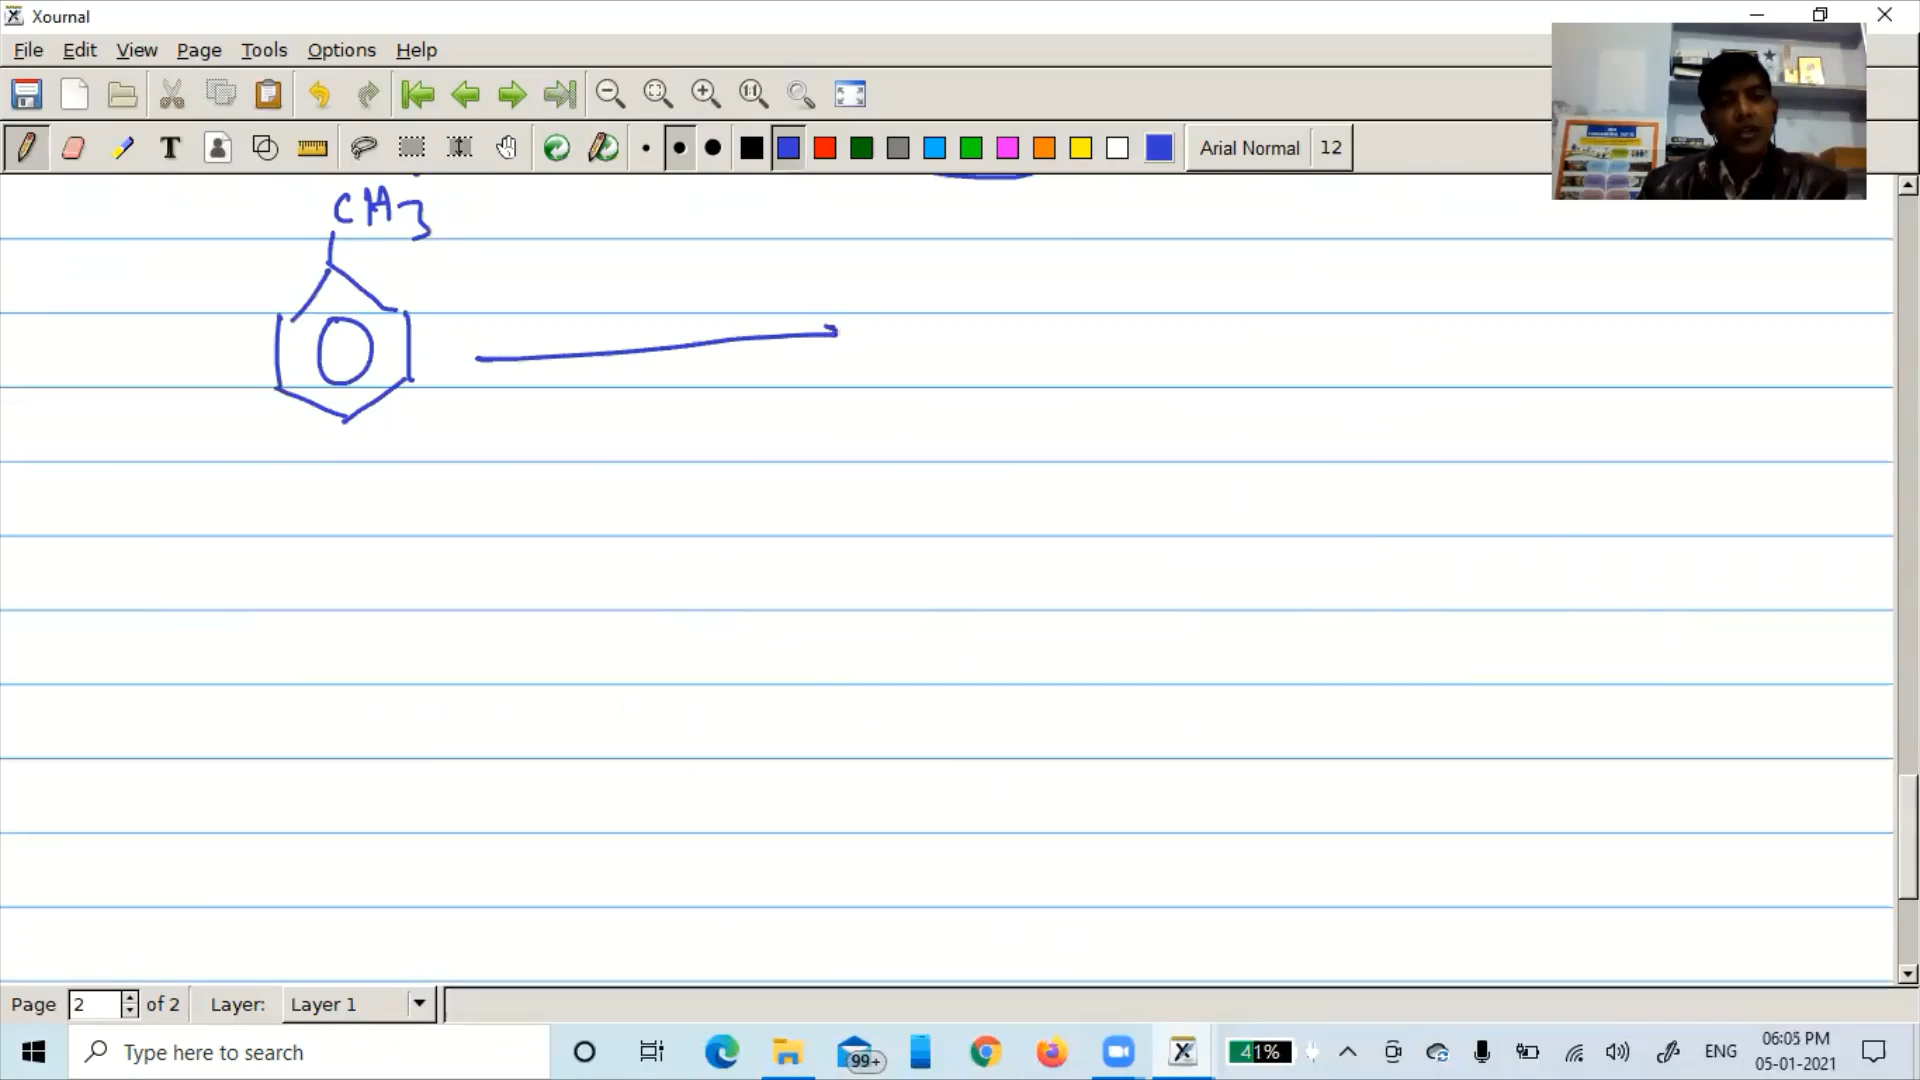 Xournal
File Edit View Page Tools Options Help
T Arial Normal 12
CH3
Page 2 of 2 Layer: Layer 1
Type here to search
99+
41%
ENG
06:05 PM
05-01-2021